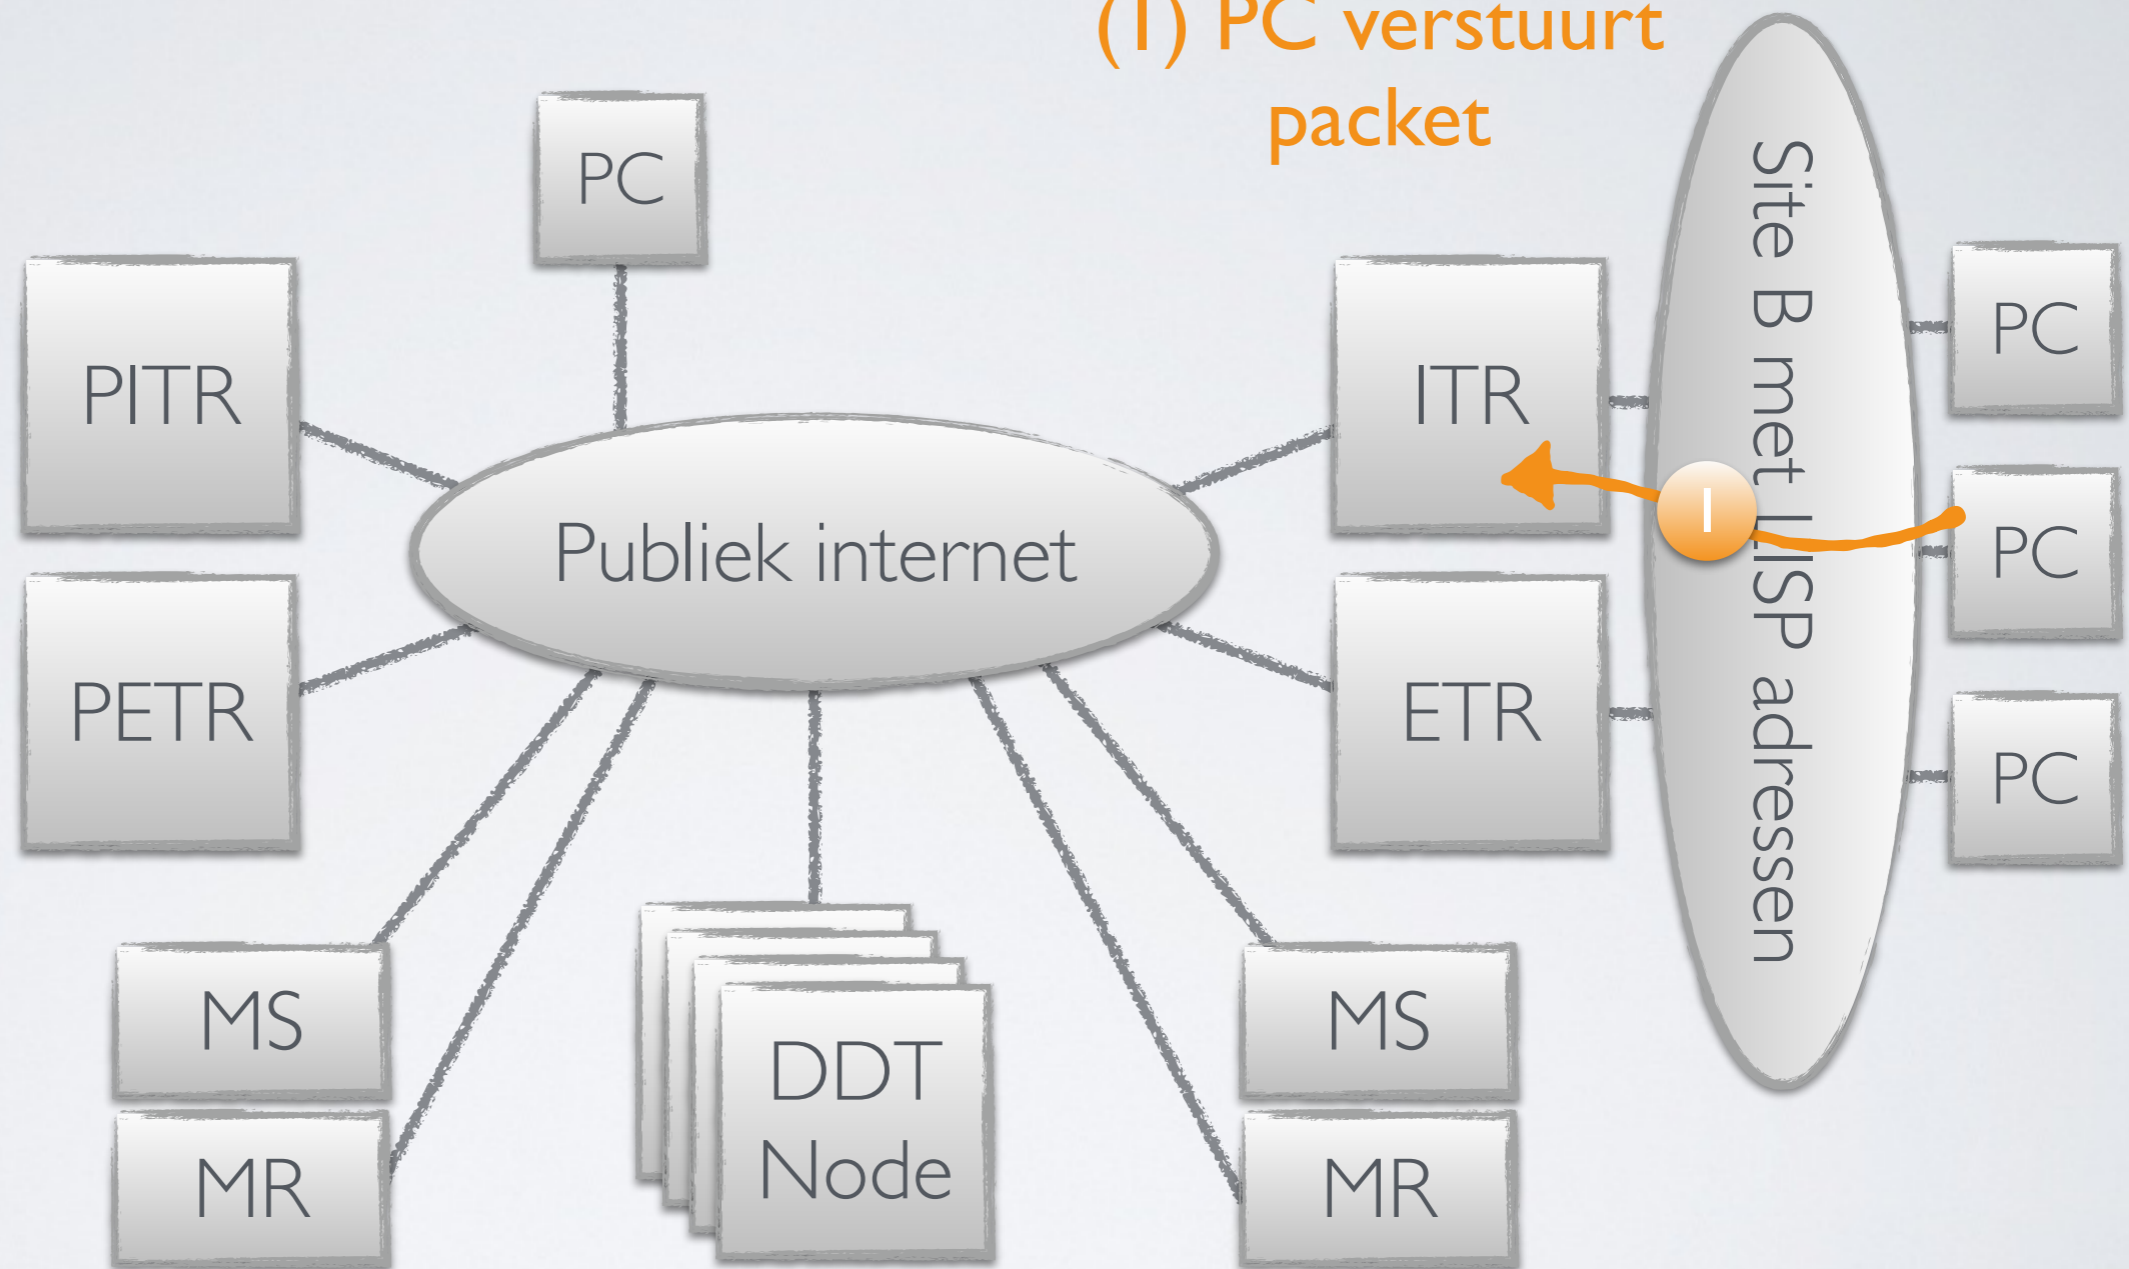 (1) PC verstuurt
packet
PC
PITR
ITR
PC
Site B met LISP adressen
Publiek internet
1
PC
PETR
ETR
PC
MS
DDT
Node
MS
MR
MR